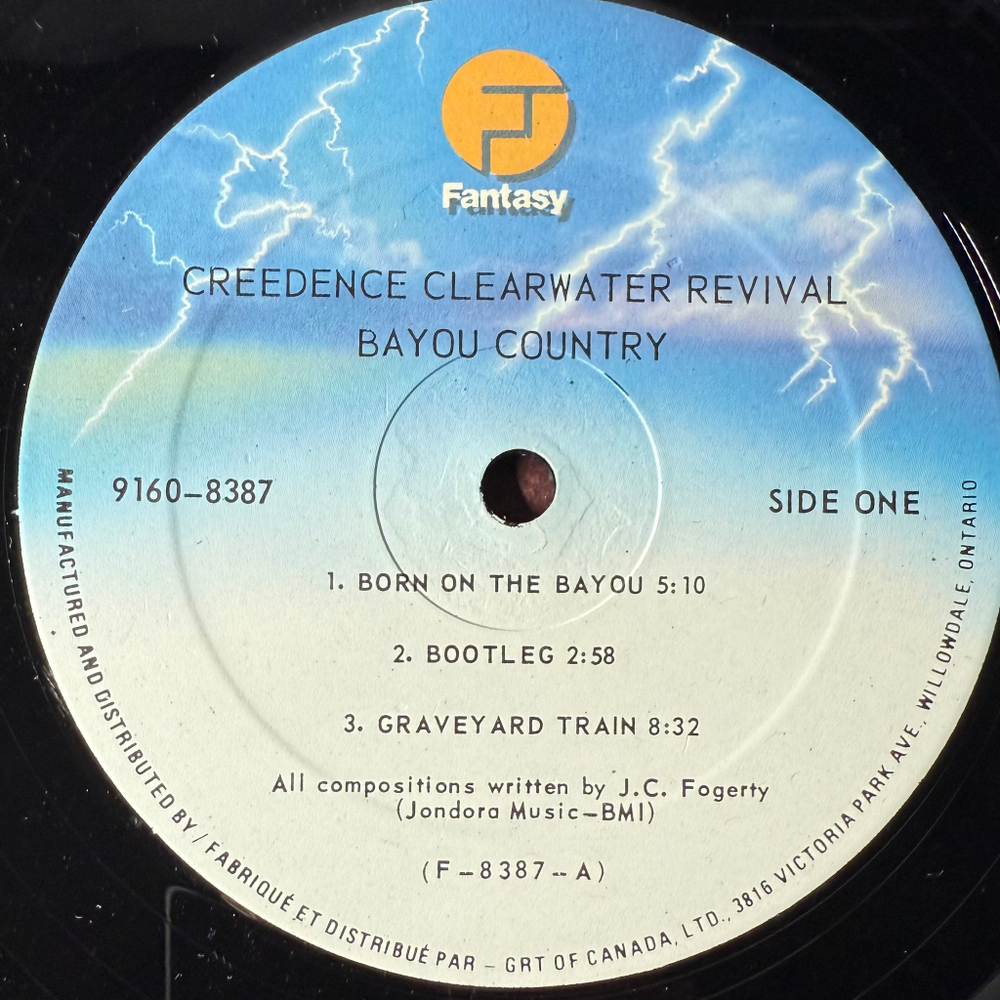 Fantasy
CREEDENCE CLEARWATER REVIVAL
BAYOU COUNTRY
9160-8387
SIDE ONE
1. BORN ON THE BAYOU 5:10
2. BOOTLEG 2:58
3. GRAVEYARD TRAIN 8:32
All compositions written by J.C. Fogerty
(Jondora Music-BMI)
(F-8387-A)
MANUFACTURED AND DISTRIBUTED BY / FABRIQUÉ ET DISTRIBUÉ PAR - GRT OF CANADA, LTD., 3816 VICTORIA PARK AVE., WILLOWDALE, ONTARIO